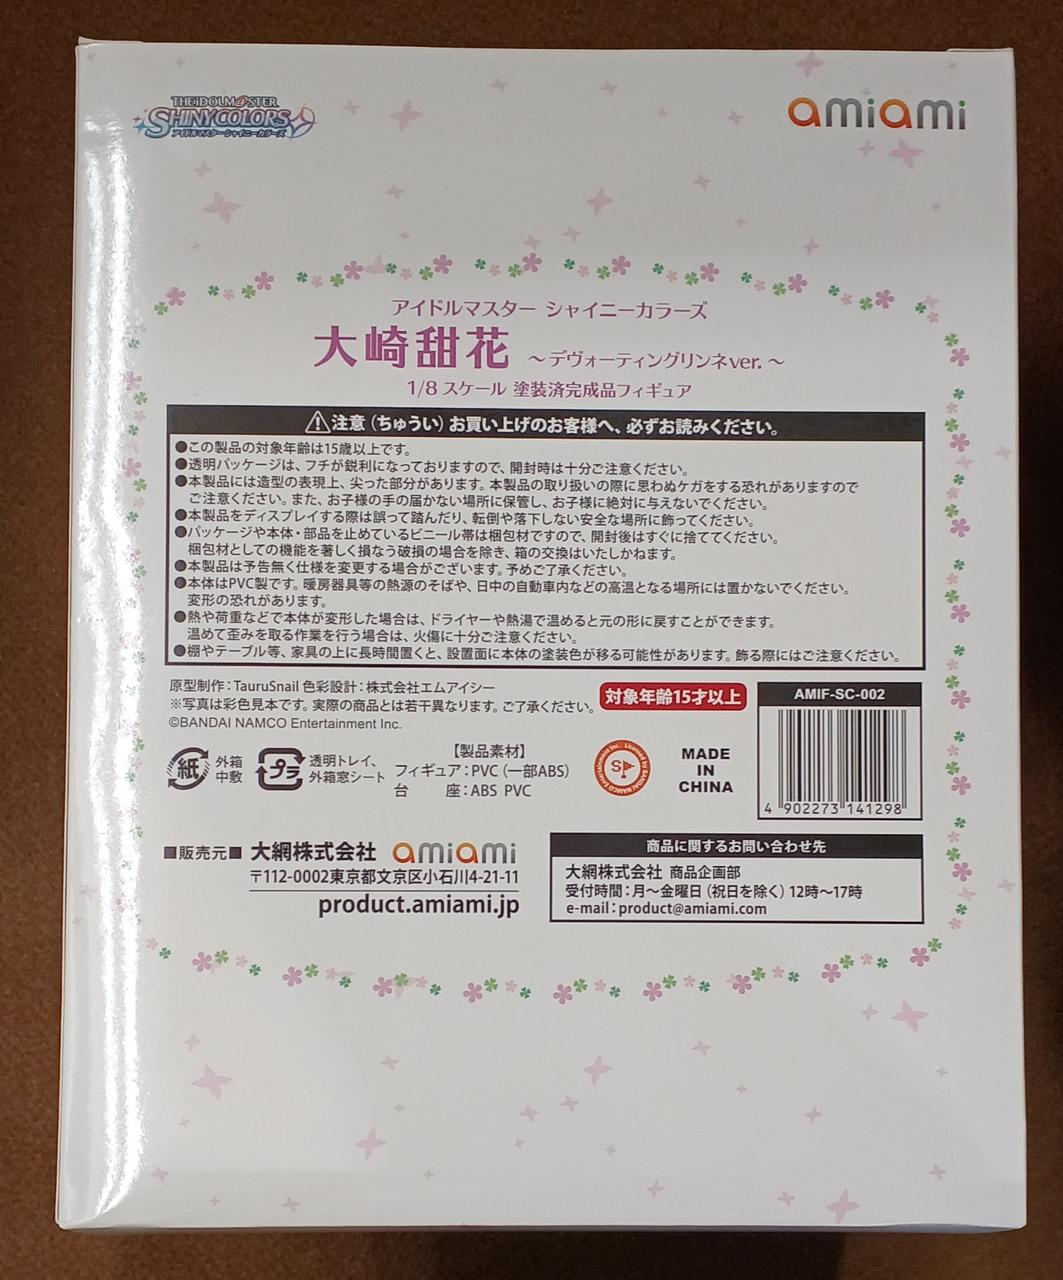 THE iDOLM@STER
SHINYCOLORS
アイドルマスターシャイニーカラーズ
amiami
アイドルマスター シャイニーカラーズ
大崎甜花 ～デヴォーティングリンネver.～
1/8 スケール 塗装済完成品フィギュア
⚠注意（ちゅうい）お買い上げのお客様へ、必ずお読みください。
●この製品の対象年齢は15歳以上です。
●透明パッケージは、フチが鋭利になっておりますので、開封時は十分ご注意ください。
●本製品には造型の表現上、尖った部分があります。本製品の取り扱いの際に思わぬケガをする恐れがありますので
ご注意ください。また、お子様の手の届かない場所に保管し、お子様に絶対に与えないでください。
●本製品をディスプレイする際は誤って踏んだり、転倒や落下しない安全な場所に飾ってください。
●パッケージや本体・部品を止めているビニール帯は梱包材ですので、開封後はすぐに捨ててください。
梱包材としての機能を著しく損なう破損の場合を除き、箱の交換はいたしかねます。
●本製品は予告無く仕様を変更する場合がございます。予めご了承ください。
●本体はPVC製です。暖房器具等の熱源のそばや、日中の自動車内などの高温となる場所には置かないでください。
変形の恐れがあります。
●熱や荷重などで本体が変形した場合は、ドライヤーや熱湯で温めると元の形に戻すことができます。
温めて歪みを取る作業を行う場合は、火傷に十分ご注意ください。
●棚やテーブル等、家具の上に長時間置くと、設置面に本体の塗装色が移る可能性があります。飾る際にはご注意ください。
原型制作：TauruSnail 色彩設計：株式会社エムアイシー
※写真は彩色見本です。実際の商品とは若干異なります。ご了承ください。
©BANDAI NAMCO Entertainment Inc.
対象年齢15才以上
AMIF-SC-002
4 902273 141298
紙
外箱
中敷
プラ
透明トレイ、
外箱窓シート
【製品素材】
フィギュア：PVC（一部ABS）
台 座：ABS PVC
Licensed by BANDAI NAMCO Entertainment Inc.
SP
MADE
IN
CHINA
■販売元■ 大網株式会社 amiami
〒112-0002東京都文京区小石川4-21-11
product.amiami.jp
商品に関するお問い合わせ先
大網株式会社 商品企画部
受付時間：月～金曜日（祝日を除く）12時～17時
e-mail：product@amiami.com